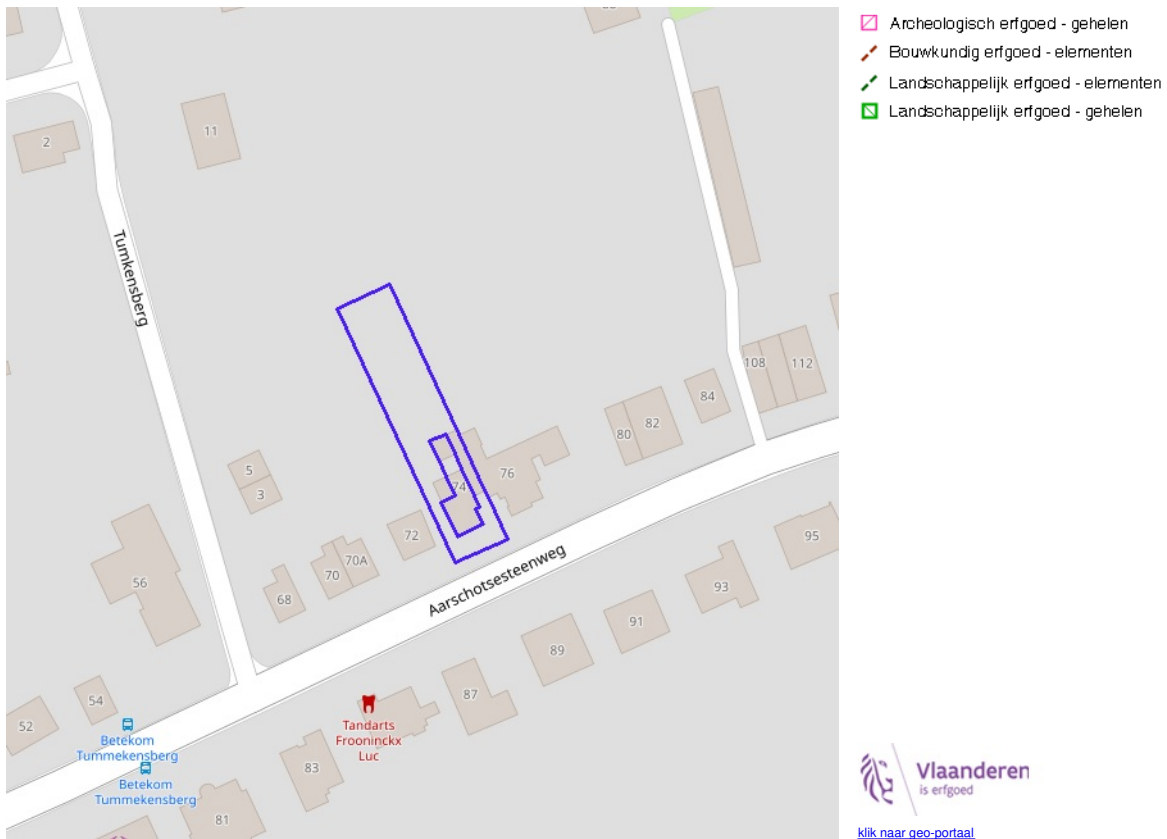 Archeologisch erfgoed - gehelen
Bouwkundig erfgoed - elementen
Landschappelijk erfgoed - elementen
Landschappelijk erfgoed - gehelen
11
2
Tumkensberg
108
112
84
82
80
76
74
5
3
72
70A
70
68
56
Aarschotsesteenweg
95
93
91
89
87
54
52
Betekom
Tummekensberg
Betekom
Tummekensberg
Tandarts
Frooninckx
Luc
83
81
Vlaanderen
is erfgoed
klik naar geo-portaal